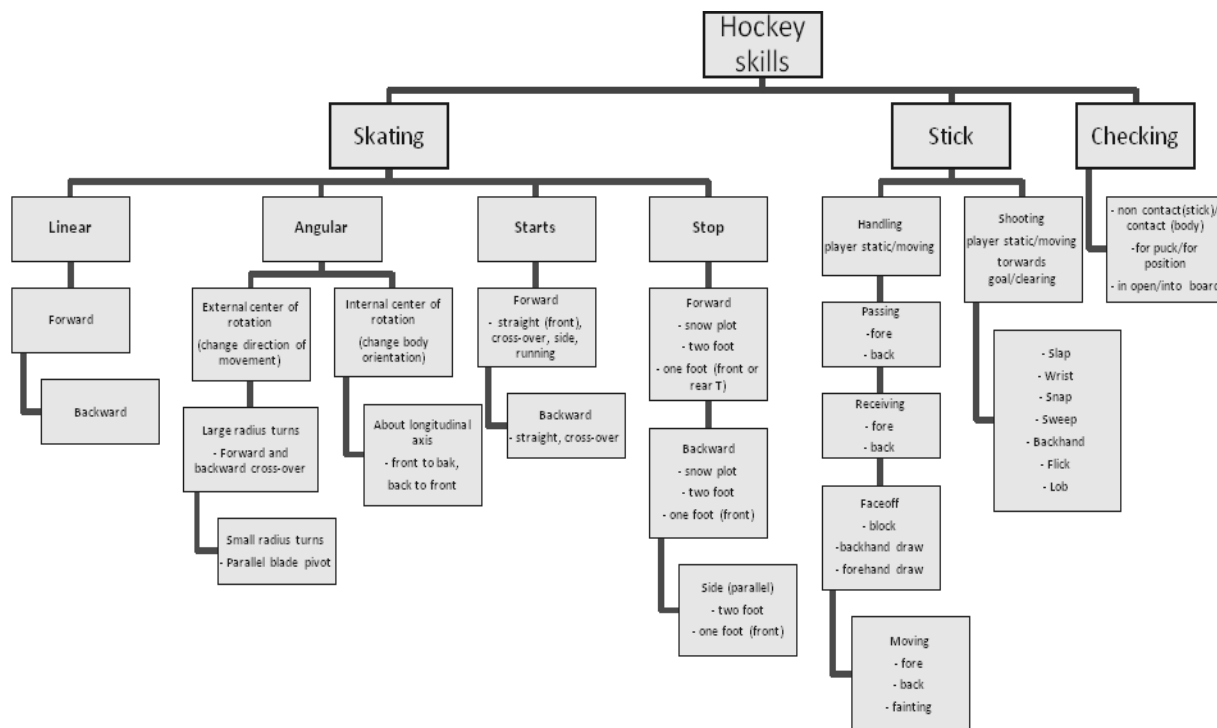 Hockey
skills
Skating
Stick
Checking
Linear
Angular
Starts
Stop
Handling
player static/moving
Shooting
player static/moving
torwards
goal/clearing
- non contact(stick)/
contact (body)
-for puck/for
position
- in open/into board
Forward
External center of
rotation
(change direction of
movement)
Internal center of
rotation
(change body
orientation)
Forward
- straight (front),
cross-over, side,
running
Forward
- snow plot
- two foot
- one foot (front or
rear T)
Passing
-fore
- back
Backward
Large radius turns
- Forward and
backward cross-over
About longitudinal
axis
- front to bak,
back to front
Backward
- straight, cross-over
Backward
- snow plot
- two foot
- one foot (front)
Receiving
- fore
- back
- Slap
- Wrist
- Snap
- Sweep
- Backhand
- Flick
- Lob
Small radius turns
- Parallel blade pivot
Side (parallel)
- two foot
- one foot (front)
Faceoff
- block
-backhand draw
- forehand draw
Moving
- fore
- back
- fainting